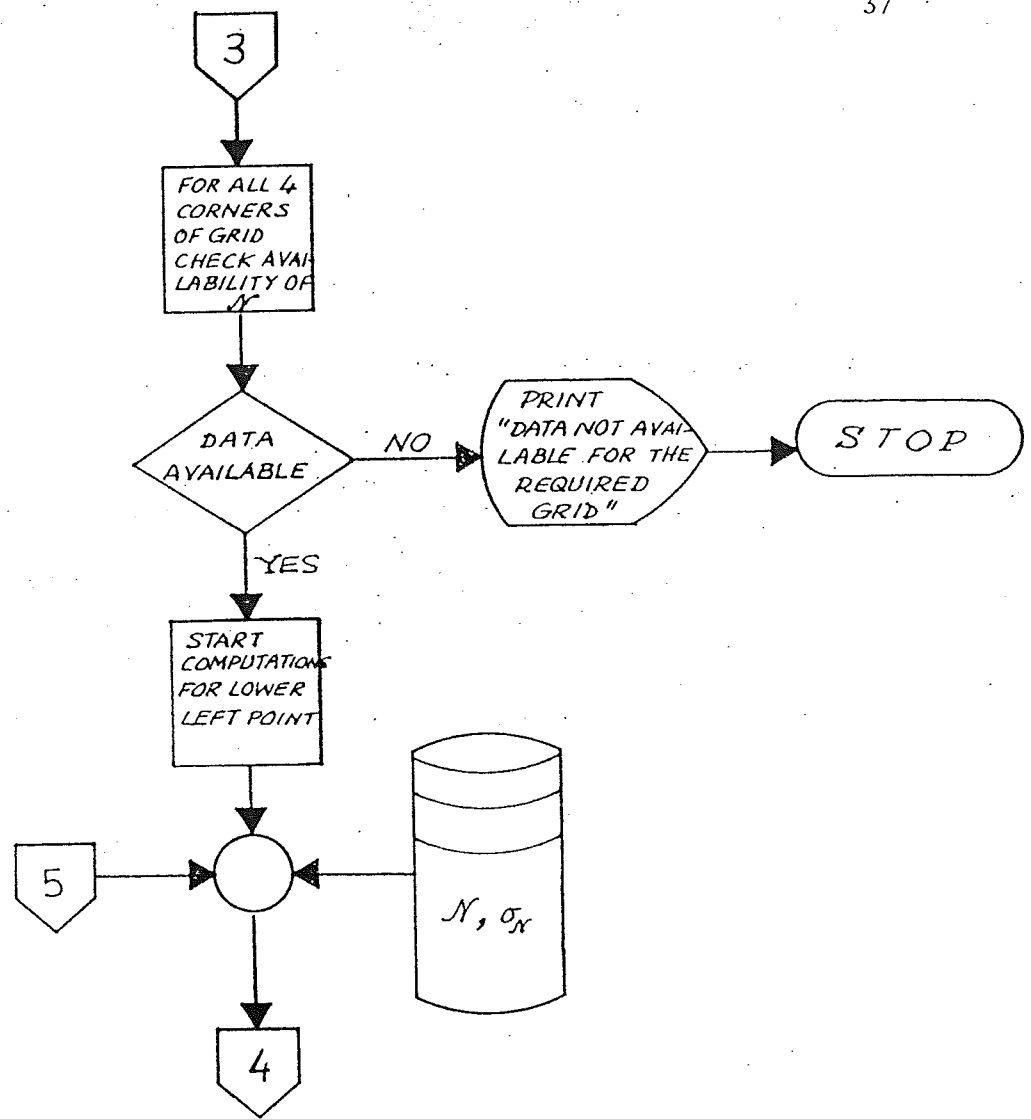 37
3
FOR ALL 4
CORNERS
OF GRID
CHECK AVAI-
LABILITY OF
N
DATA
AVAILABLE
NO
PRINT
"DATA NOT AVAI-
LABLE FOR THE
REQUIRED
GRID"
STOP
YES
START
COMPUTATIONS
FOR LOWER
LEFT POINT
5
N, σN
4